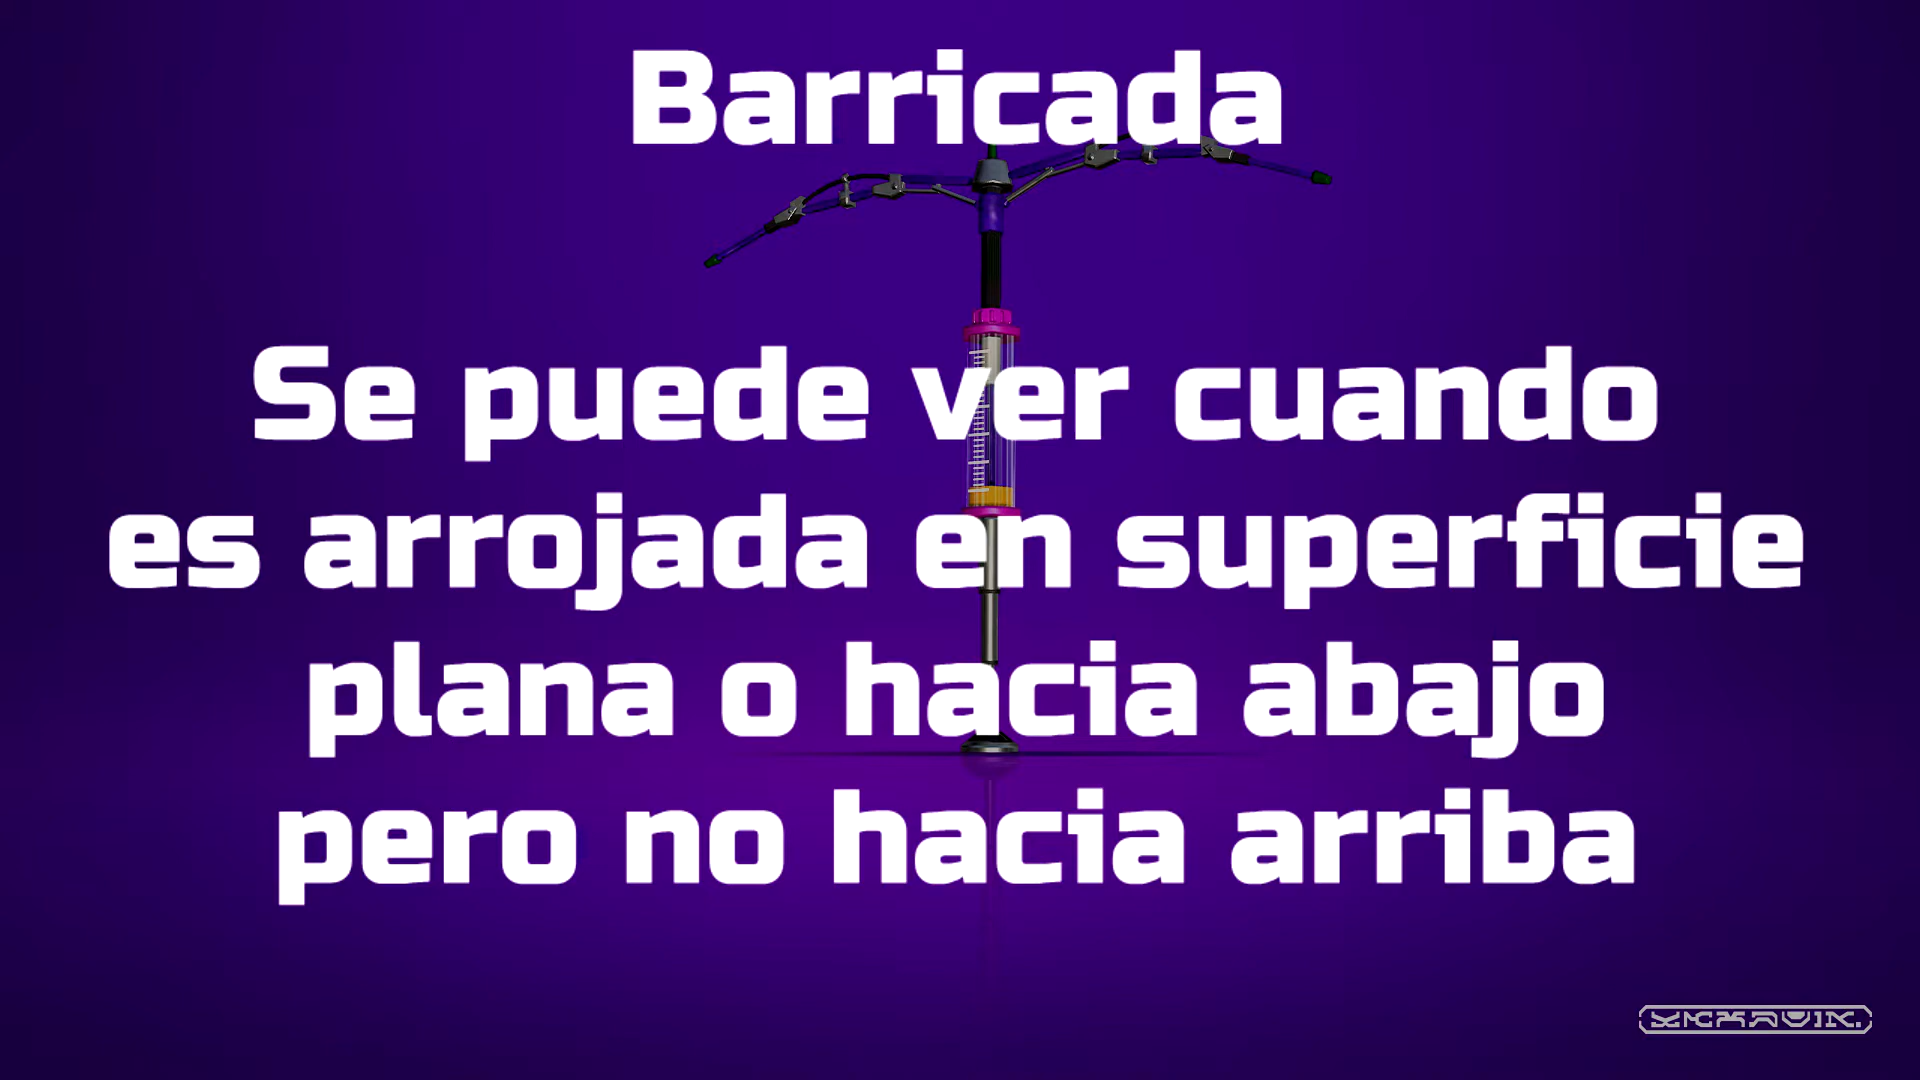 Barricada
Se puede ver cuando
es arrojada en superficie
plana o hacia abajo
pero no hacia arriba